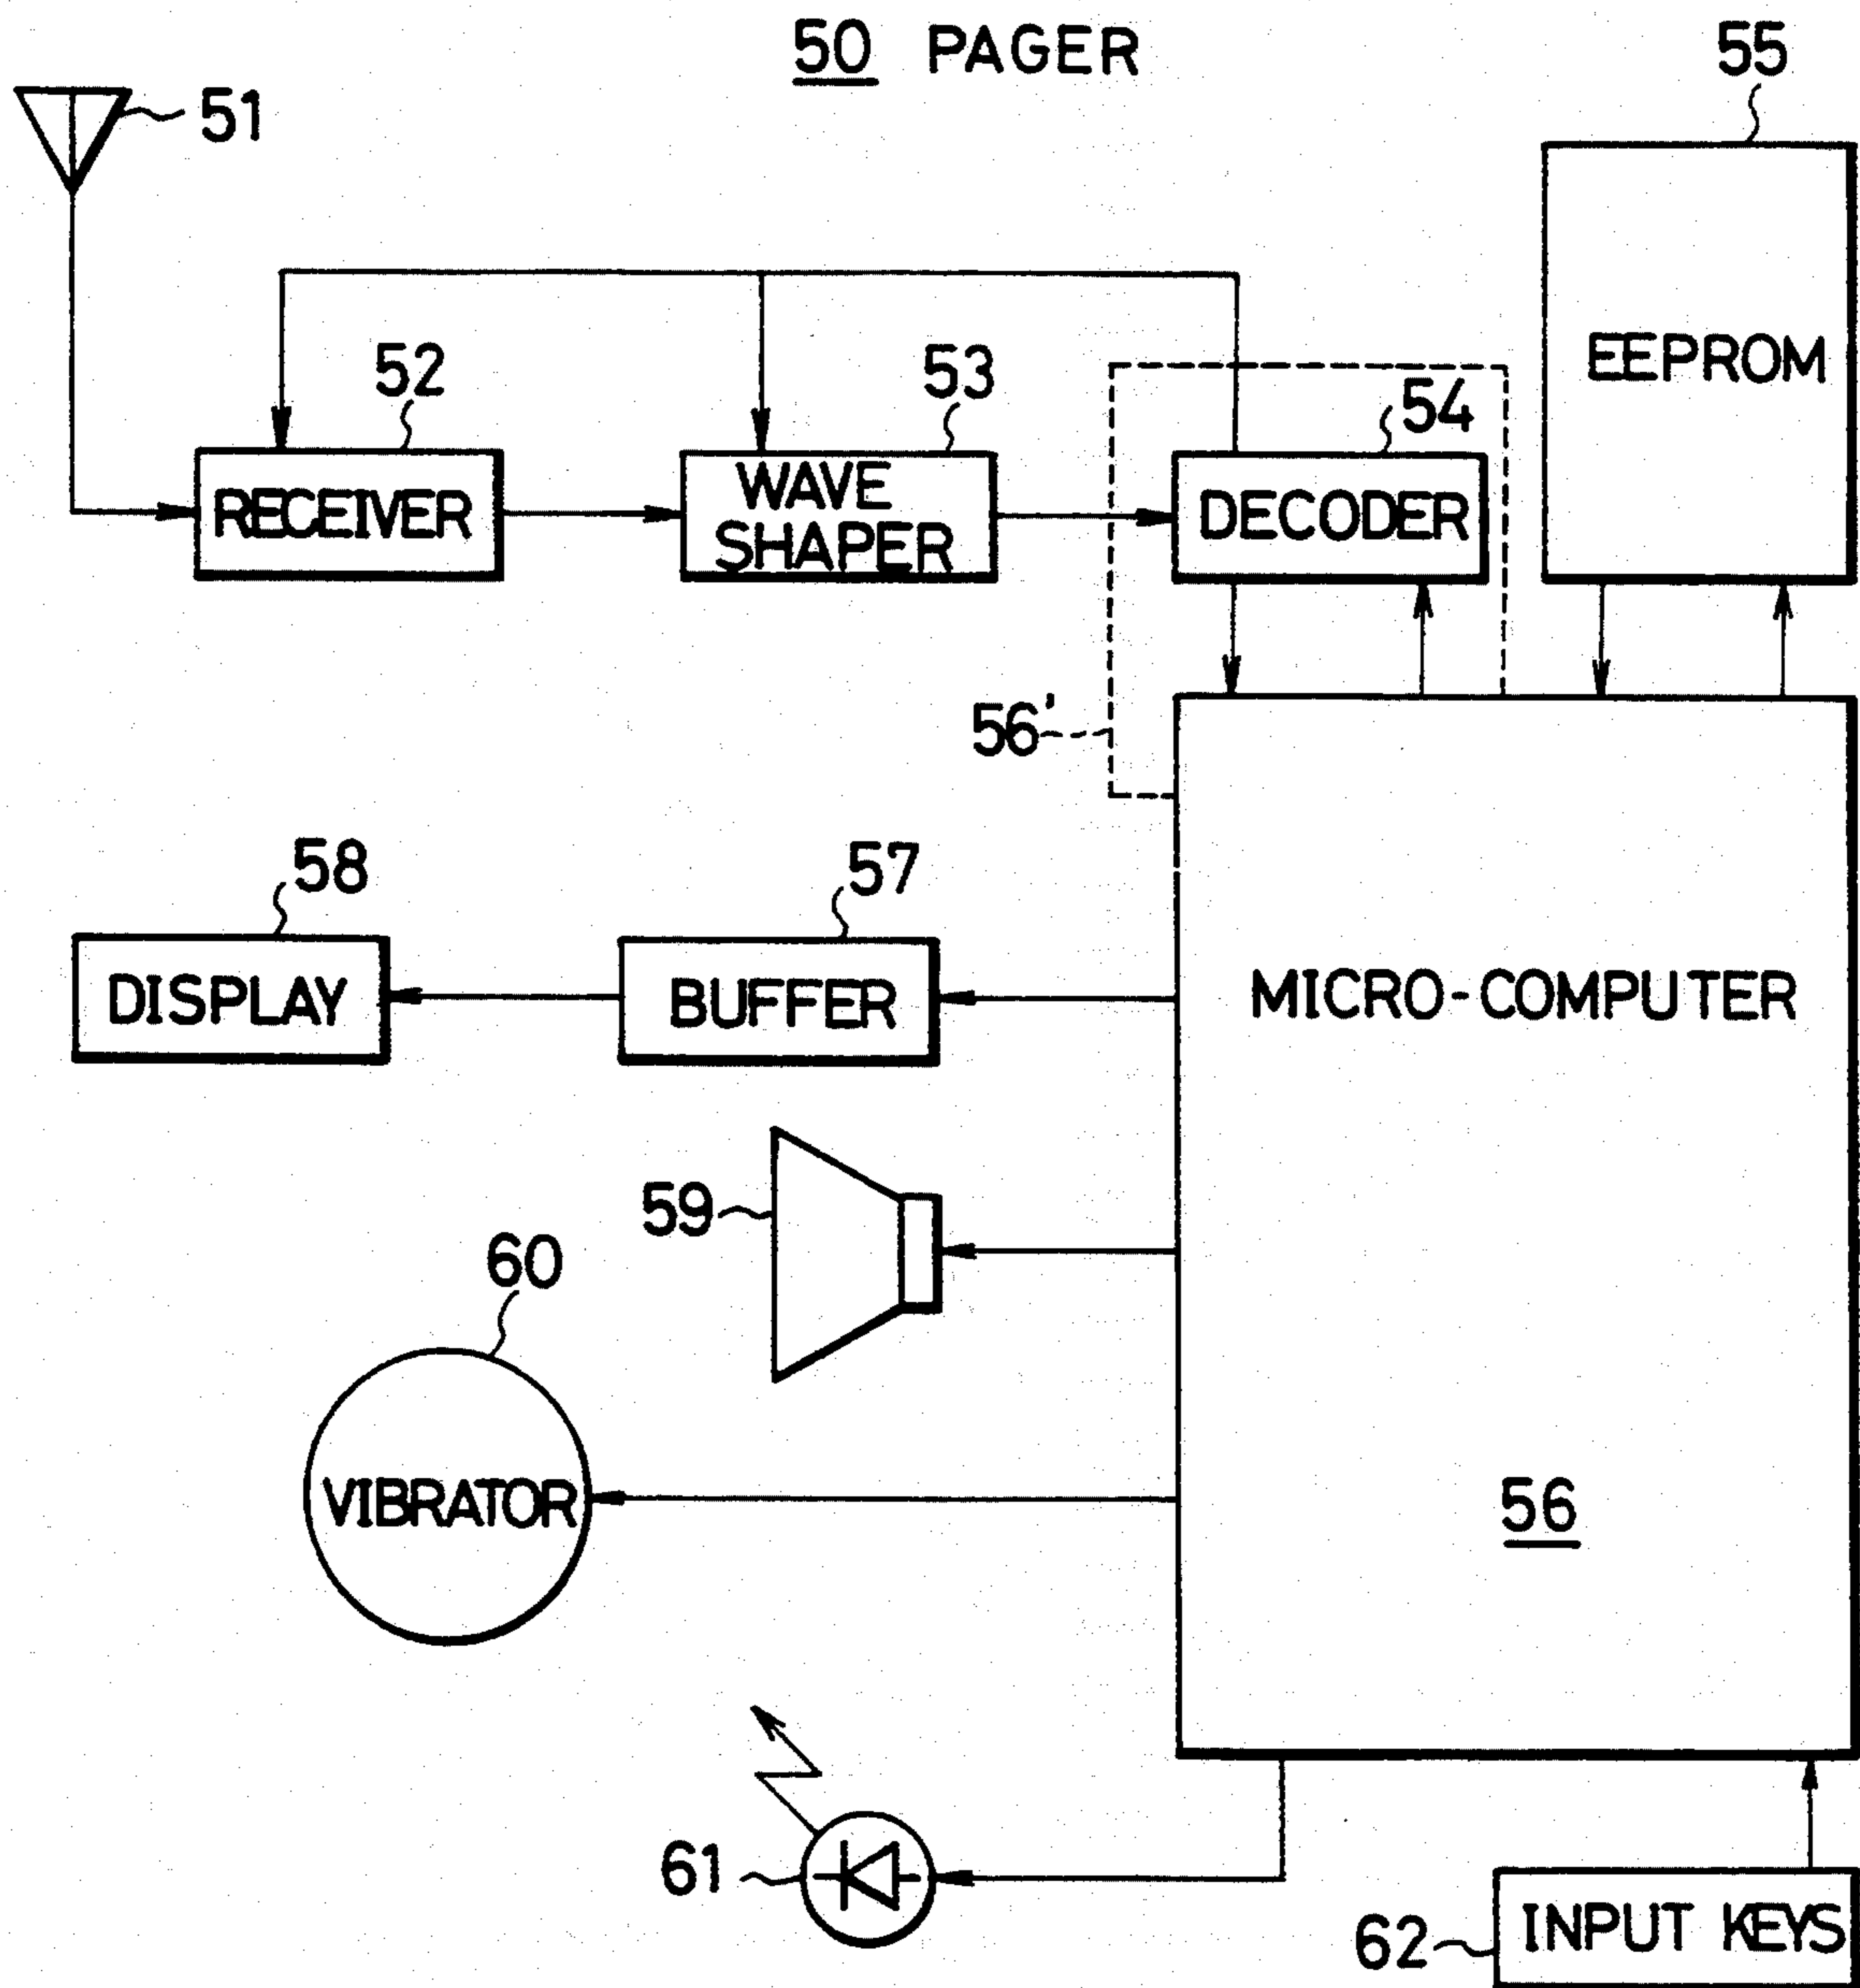 50 PAGER
55
51
EEPROM
52
53
54
RECEIVER
WAVE
SHAPER
DECODER
56'
58
57
DISPLAY
BUFFER
MICRO-COMPUTER
59
60
VIBRATOR
56
61
62
INPUT KEYS